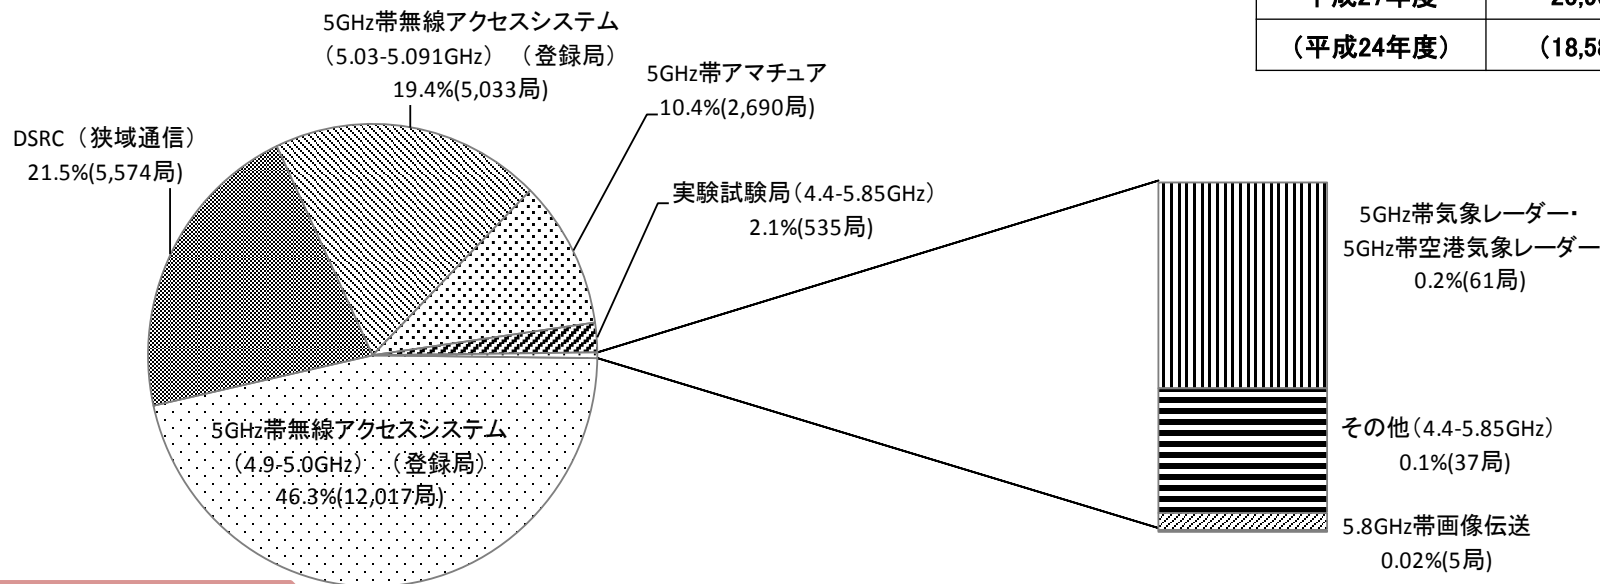 5GHz帯無線アクセスシステム
（5.03-5.091GHz）（登録局）
19.4%(5,033局)
5GHz帯アマチュア
10.4%(2,690局)
（平成24年度）
DSRC（狭域通信）
21.5%(5,574局)
実験試験局（4.4-5.85GHz）
2.1%(535局)
5GHz帯気象レーダー・
5GHz帯空港気象レーダー
0.2%(61局)
5GHz帯無線アクセスシステム
（4.9-5.0GHz）（登録局）
46.3%(12,017局)
その他（4.4-5.85GHz）
0.1%(37局)
5.8GHz帯画像伝送
0.02%(5局)